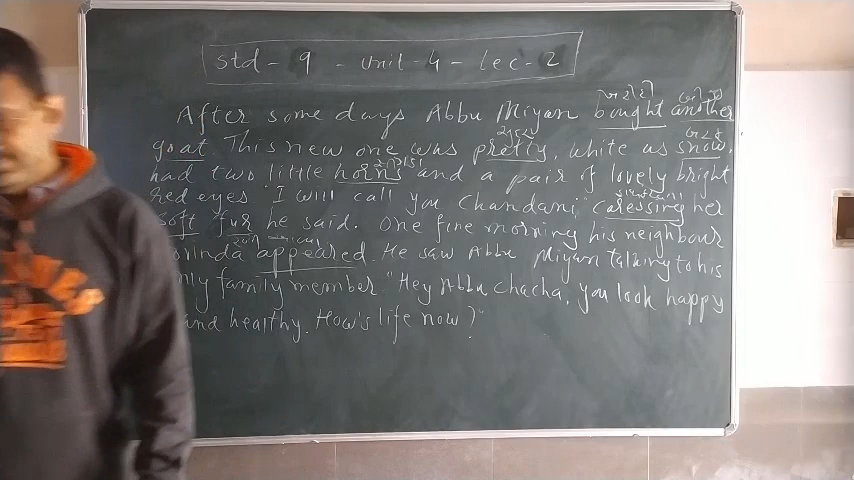 std - 9 - unit - 4 - lec - 2
After some days Abbu Miyan bought another
goat. This new one was pretty, white as snow.
had two little horns and a pair of lovely bright
red eyes "I will call you Chandani," caressing her
soft fur he said. One fine morning his neighbour
appeared. He saw Abbu Miyan talking to his
family member. "Hey Abbu Chacha, you look happy
and healthy. How's life now?"